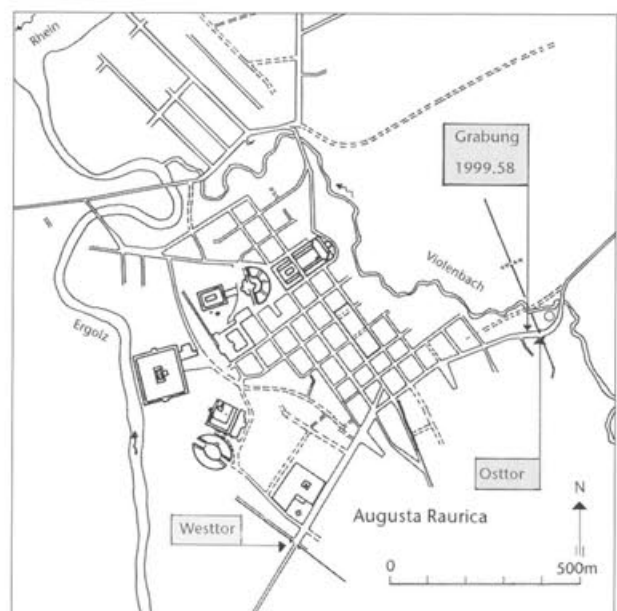 Rhein
Grabung
1999.58
Violenbach
Ergolz
Osttor
N
Augusta Raurica
Westtor
0 500m